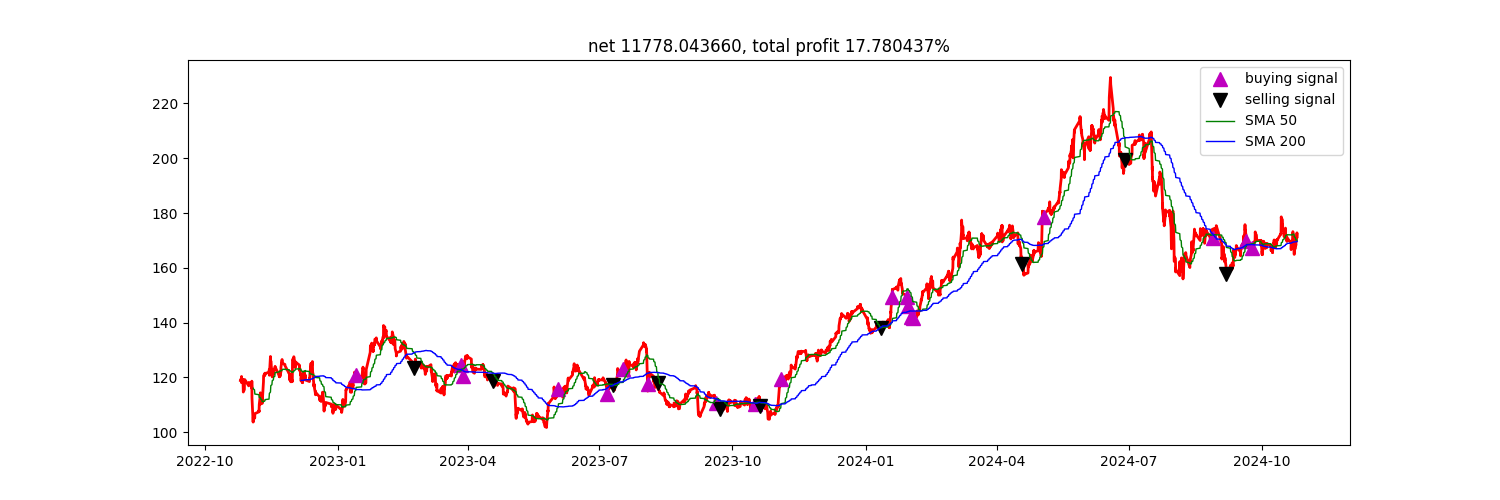 net 11778.043660, total profit 17.780437%
buying signal
selling signal
SMA 50
SMA 200
220
200
180
160
140
120
100
2022-10 2023-01 2023-04 2023-07 2023-10 2024-01 2024-04 2024-07 2024-10